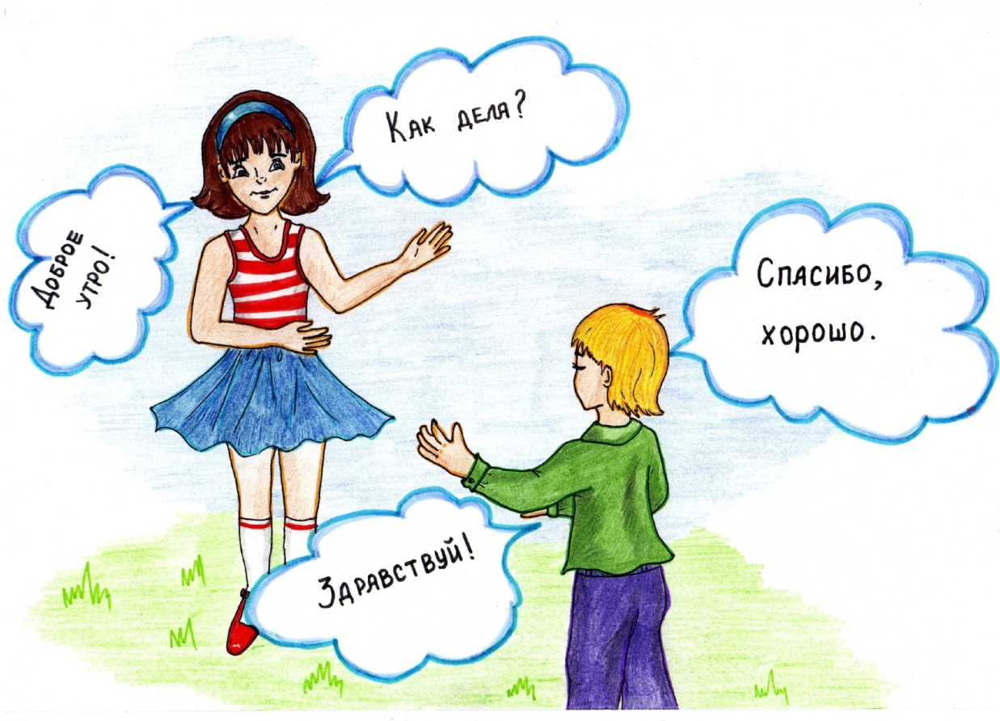 Доброе
утро!
Как дела?
Здравствуй!
Спасибо,
хорошо.